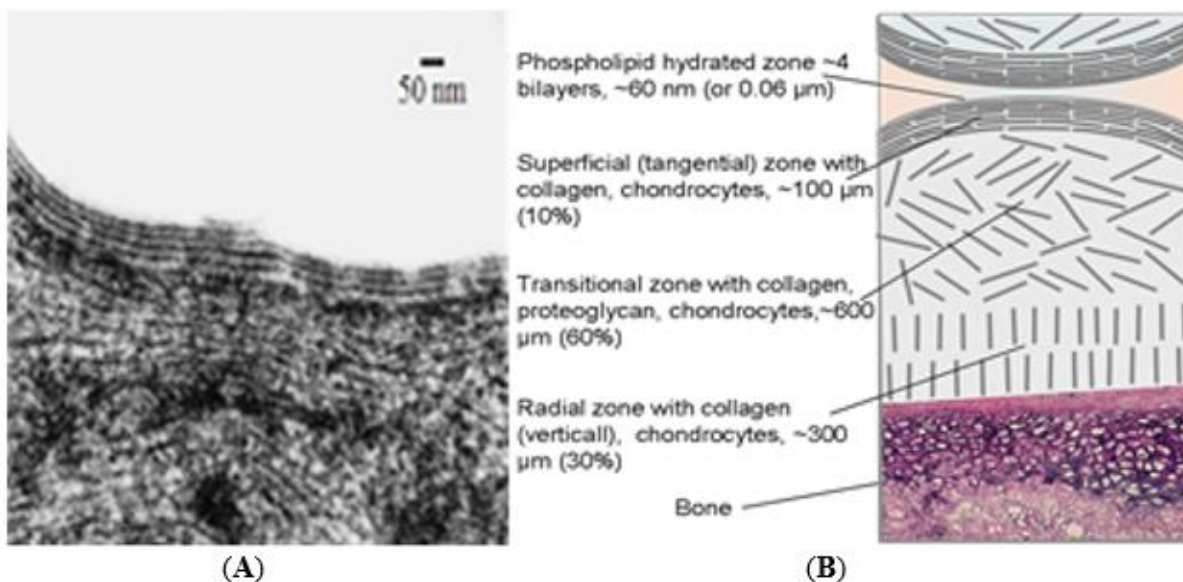 50 nm
Phospholipid hydrated zone ~4
bilayers, ~60 nm (or 0.06 µm)
Superficial (tangential) zone with
collagen, chondrocytes, ~100 µm
(10%)
Transitional zone with collagen,
proteoglycan, chondrocytes,~600
µm (60%)
Radial zone with collagen
(verticall), chondrocytes, ~300
µm (30%)
Bone
(A)
(B)